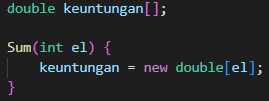 double keuntungan[];
Sum(int el) {
    keuntungan = new double[el];
}